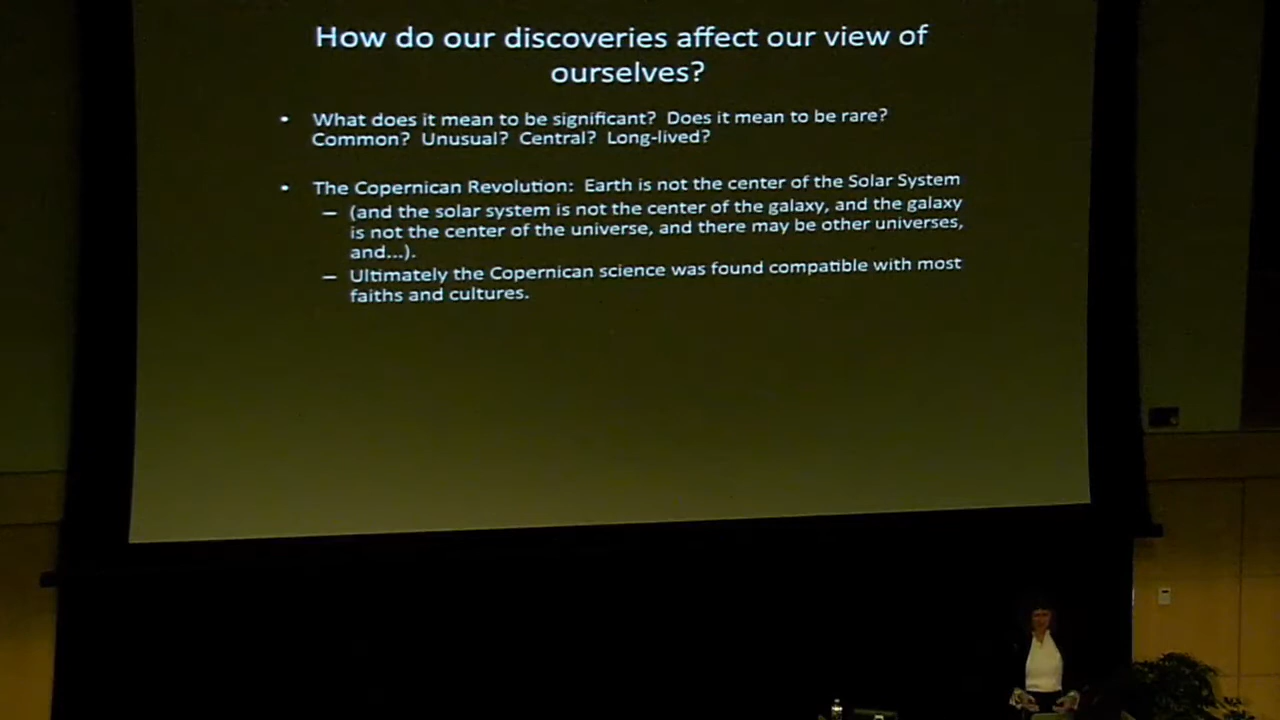 How do our discoveries affect our view of
ourselves?
• What does it mean to be significant? Does it mean to be rare?
Common? Unusual? Central? Long-lived?
• The Copernican Revolution: Earth is not the center of the Solar System
– (and the solar system is not the center of the galaxy, and the galaxy
is not the center of the universe, and there may be other universes,
and...).
– Ultimately the Copernican science was found compatible with most
faiths and cultures.